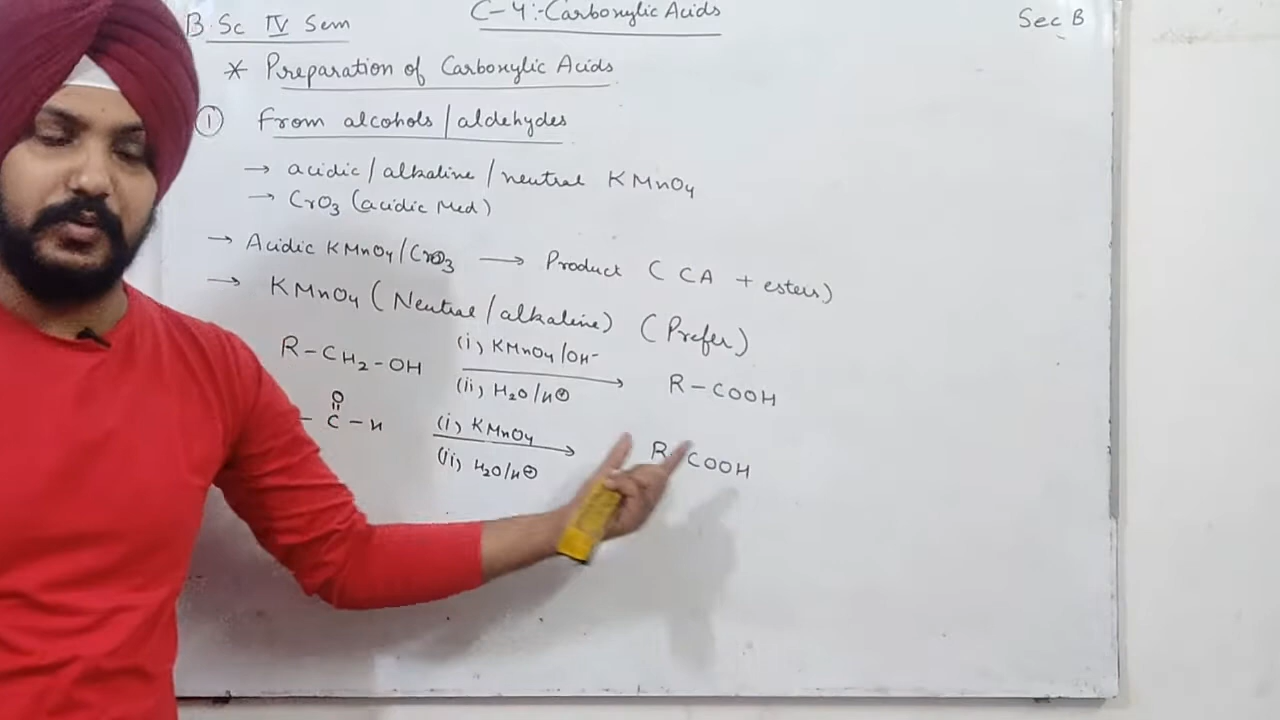 B.Sc IV Sem
C-4:-Carboxylic Acids
Sec B
* Preparation of Carboxylic Acids
① From alcohols/aldehydes
→ acidic/alkaline/neutral KMnO4
→ CrO3 (acidic Med)
→ Acidic KMnO4/CrO3 → Product ( CA + esters)
→ KMnO4 (Neutral/alkaline) (Prefer)
R-CH2-OH (i) KMnO4/OH- → (ii) H2O/H⊕ R-COOH
O
- C - H (i) KMnO4 → (ii) H2O/H⊕ R-COOH